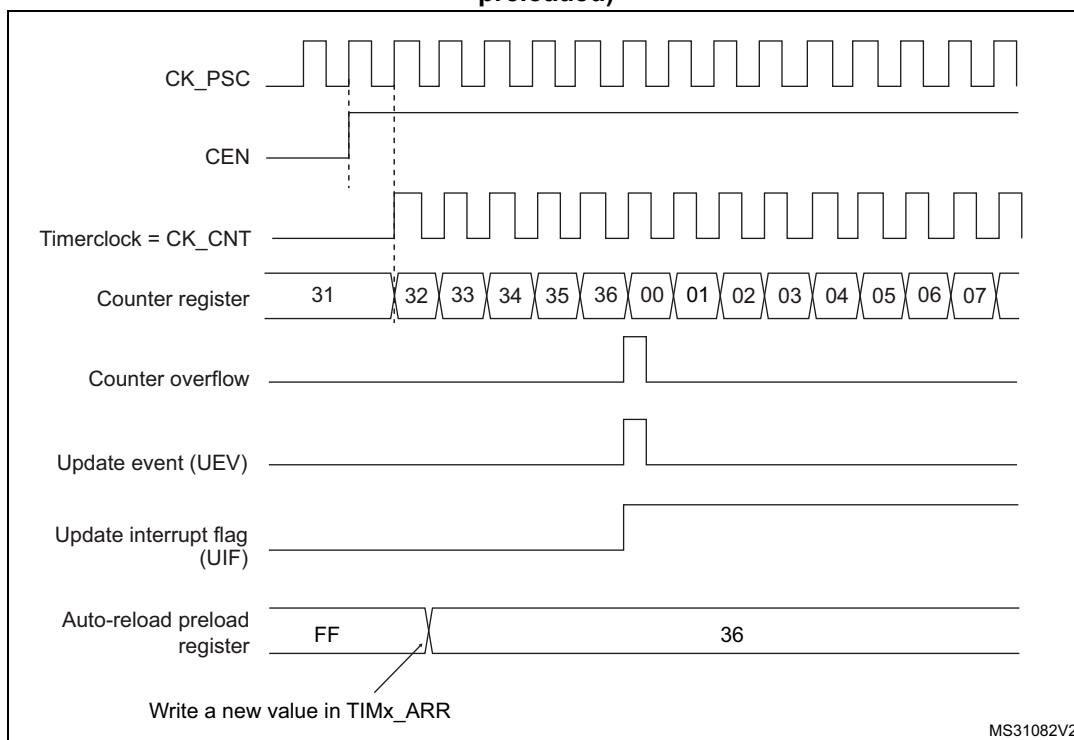 preloaded)
CK_PSC
CEN
Timerclock = CK_CNT
Counter register 31 32 33 34 35 36 00 01 02 03 04 05 06 07
Counter overflow
Update event (UEV)
Update interrupt flag
(UIF)
Auto-reload preload
register FF 36
Write a new value in TIMx_ARR
MS31082V2